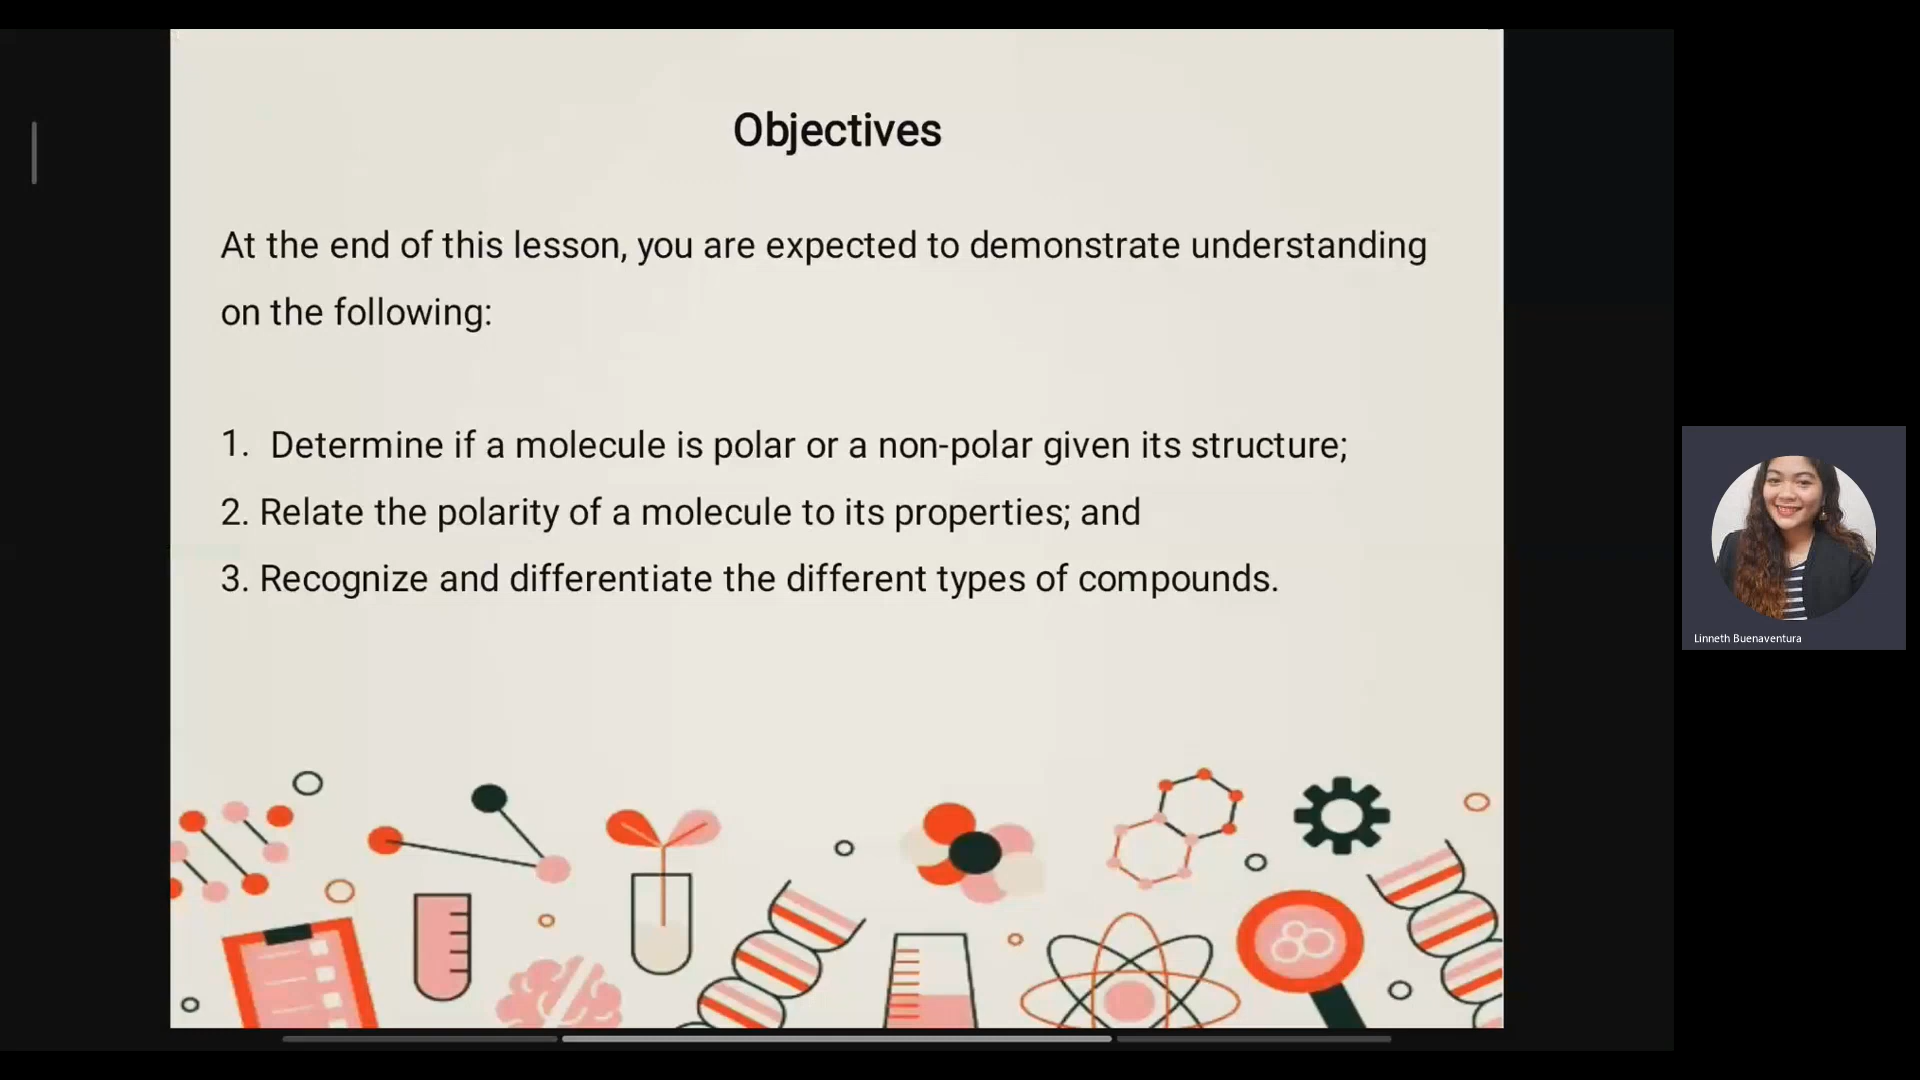 Objectives
At the end of this lesson, you are expected to demonstrate understanding
on the following:
1. Determine if a molecule is polar or a non-polar given its structure;
2. Relate the polarity of a molecule to its properties; and
3. Recognize and differentiate the different types of compounds.
Linneth Buenaventura